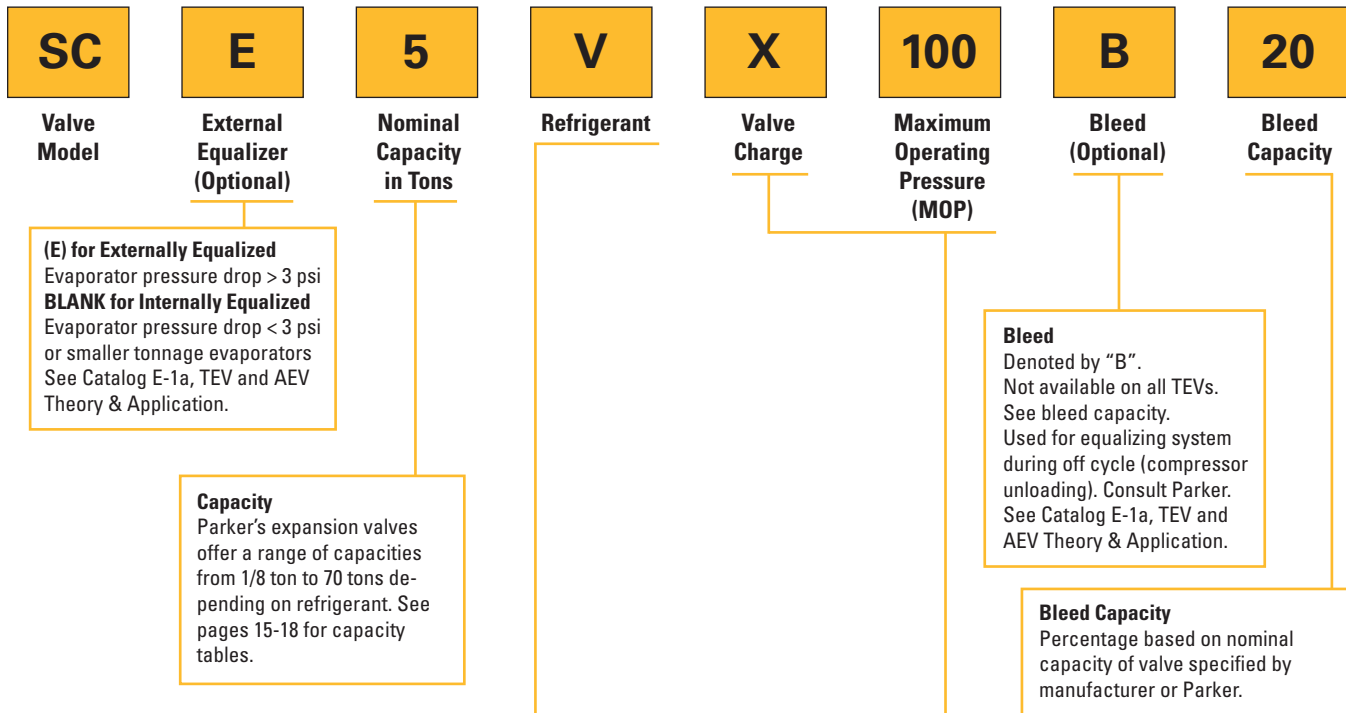 SC
E
5
V
X
100
B
20
Valve
Model
External
Equalizer
(Optional)
Nominal
Capacity
in Tons
Refrigerant
Valve
Charge
Maximum
Operating
Pressure
(MOP)
Bleed
(Optional)
Bleed
Capacity
(E) for Externally Equalized
Evaporator pressure drop > 3 psi
BLANK for Internally Equalized
Evaporator pressure drop < 3 psi
or smaller tonnage evaporators
See Catalog E-1a, TEV and AEV
Theory & Application.
Capacity
Parker’s expansion valves
offer a range of capacities
from 1/8 ton to 70 tons de-
pending on refrigerant. See
pages 15-18 for capacity
tables.
Bleed
Denoted by “B”.
Not available on all TEVs.
See bleed capacity.
Used for equalizing system
during off cycle (compressor
unloading). Consult Parker.
See Catalog E-1a, TEV and
AEV Theory & Application.
Bleed Capacity
Percentage based on nominal
capacity of valve specified by
manufacturer or Parker.